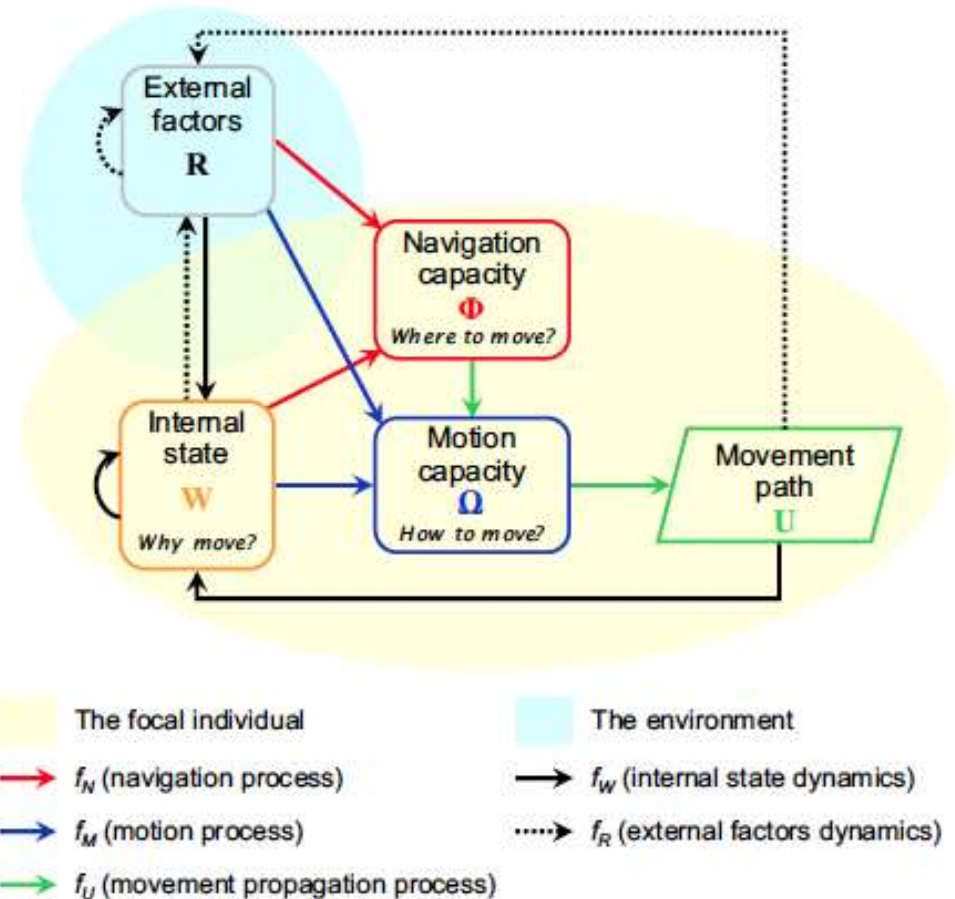 External
factors
R
Navigation
capacity
Φ
Where to move?
Internal
state
W
Why move?
Motion
capacity
Ω
How to move?
Movement
path
U
The focal individual
The environment
f_N (navigation process)
f_W (internal state dynamics)
f_M (motion process)
f_R (external factors dynamics)
f_U (movement propagation process)